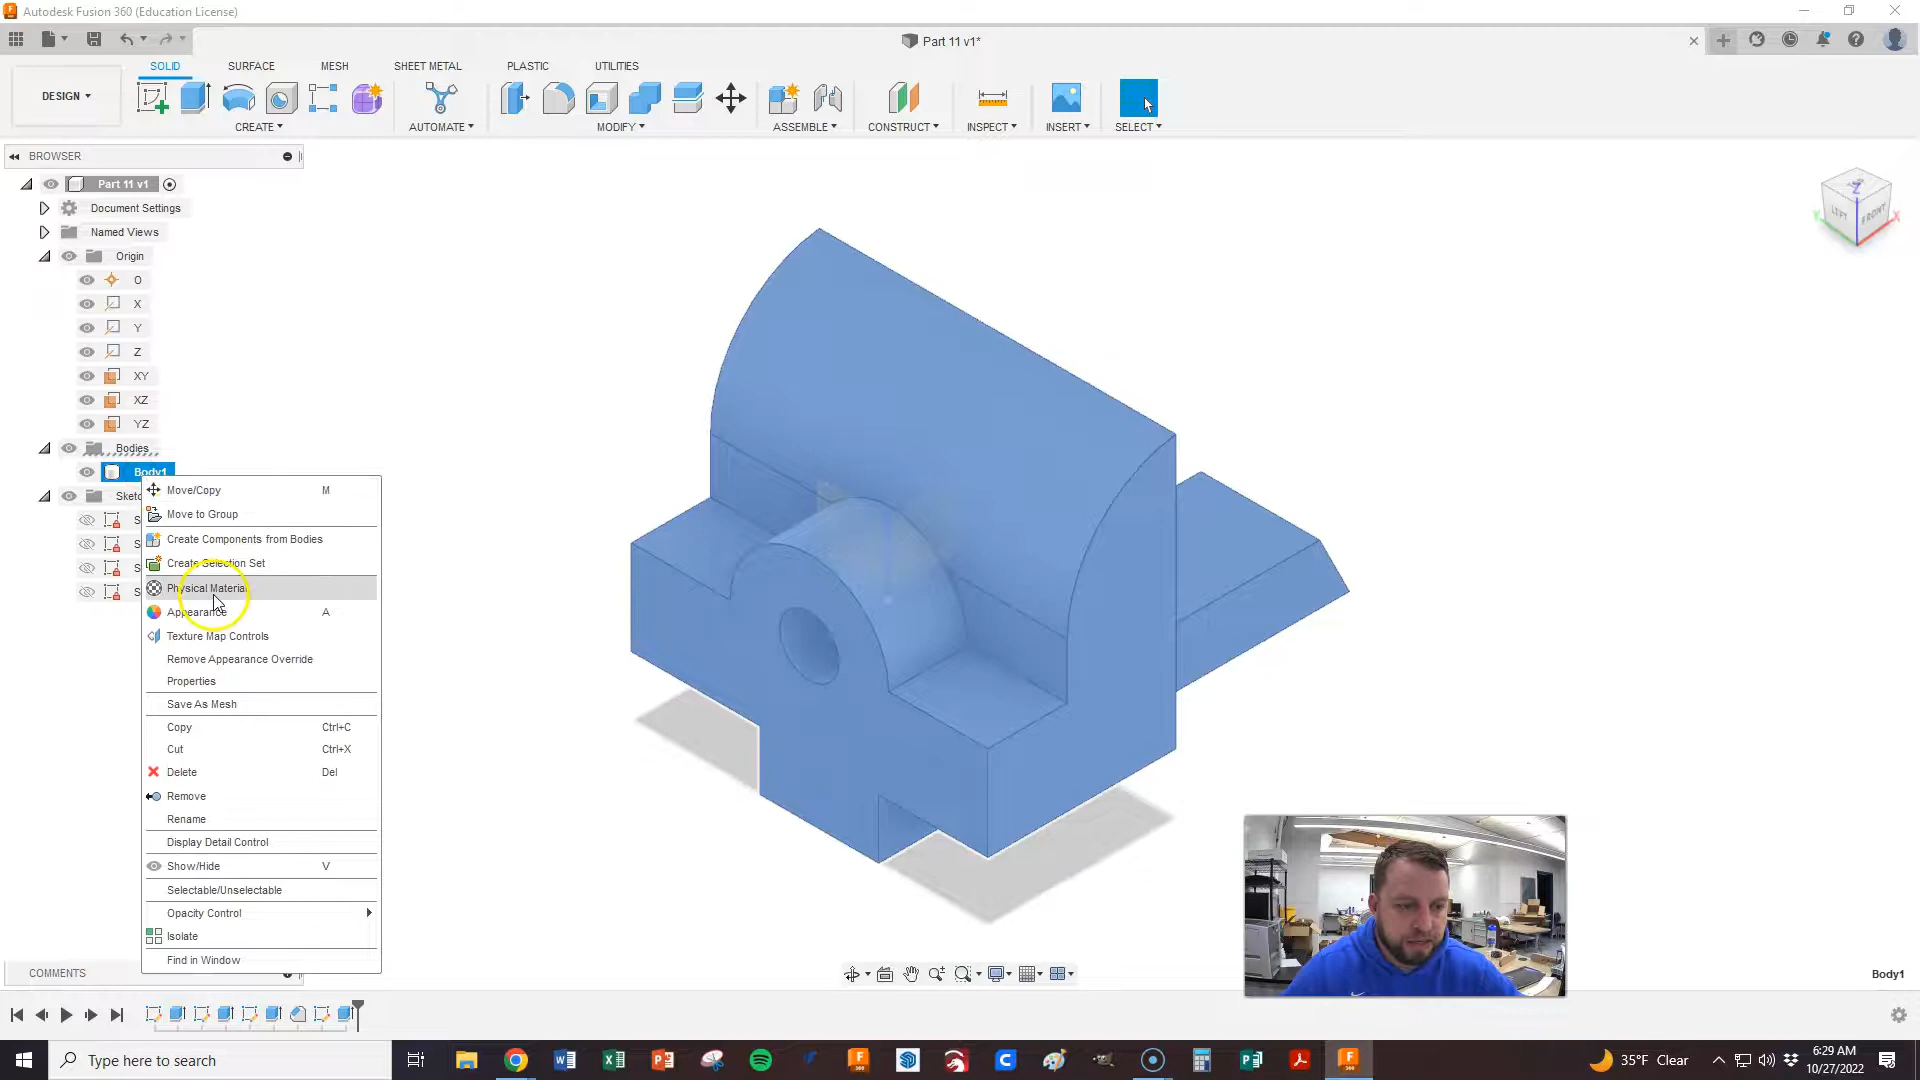 Autodesk Fusion 360 (Education License)
Part 11 v1*
DESIGN
SOLID
SURFACE
MESH
SHEET METAL
PLASTIC
UTILITIES
CREATE
AUTOMATE
MODIFY
ASSEMBLE
CONSTRUCT
INSPECT
INSERT
SELECT
BROWSER
Part 11 v1
Document Settings
Named Views
Origin
O
X
Y
Z
XY
XZ
YZ
Bodies
Body1
Move/Copy M
Move to Group
Create Components from Bodies
Create Selection Set
Physical Material
Appearance A
Texture Map Controls
Remove Appearance Override
Properties
Save As Mesh
Copy Ctrl+C
Cut Ctrl+X
Delete Del
Remove
Rename
Display Detail Control
Show/Hide V
Selectable/Unselectable
Opacity Control
Isolate
Find in Window
COMMENTS
Z
LEFT
FRONT
Y
X
Body1
Type here to search
35°F Clear
6:29 AM
10/27/2022